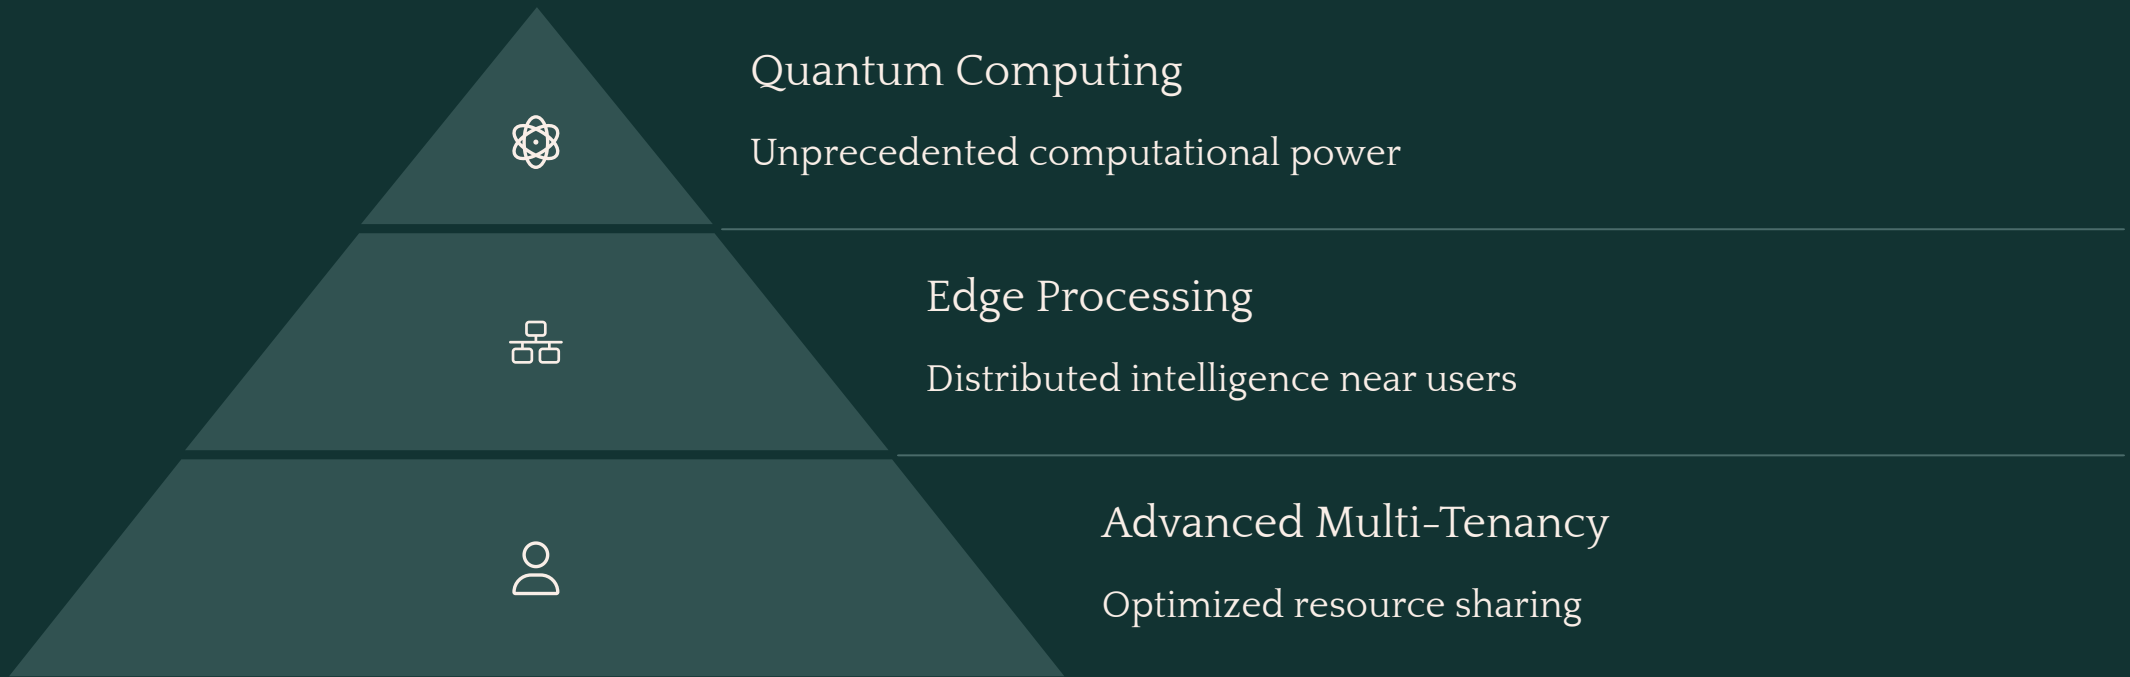 Quantum Computing
Unprecedented computational power
Edge Processing
Distributed intelligence near users
Advanced Multi-Tenancy
Optimized resource sharing